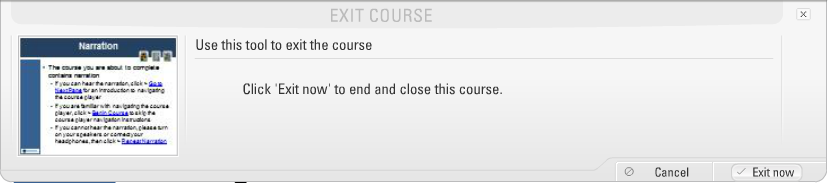 EXIT COURSE
Use this tool to exit the course
Click 'Exit now' to end and close this course.
Narration
• The course you are about to complete
contains narration
- If you can hear the narration, click > Go to
Next Page for an introduction to navigating
the course player
- If you are familiar with navigating the course
player, click > Begin Course to skip the
course player navigation instructions
- If you cannot hear the narration, please turn
on your speakers or connect your
headphones, then click > Repeat Narration
Cancel
Exit now